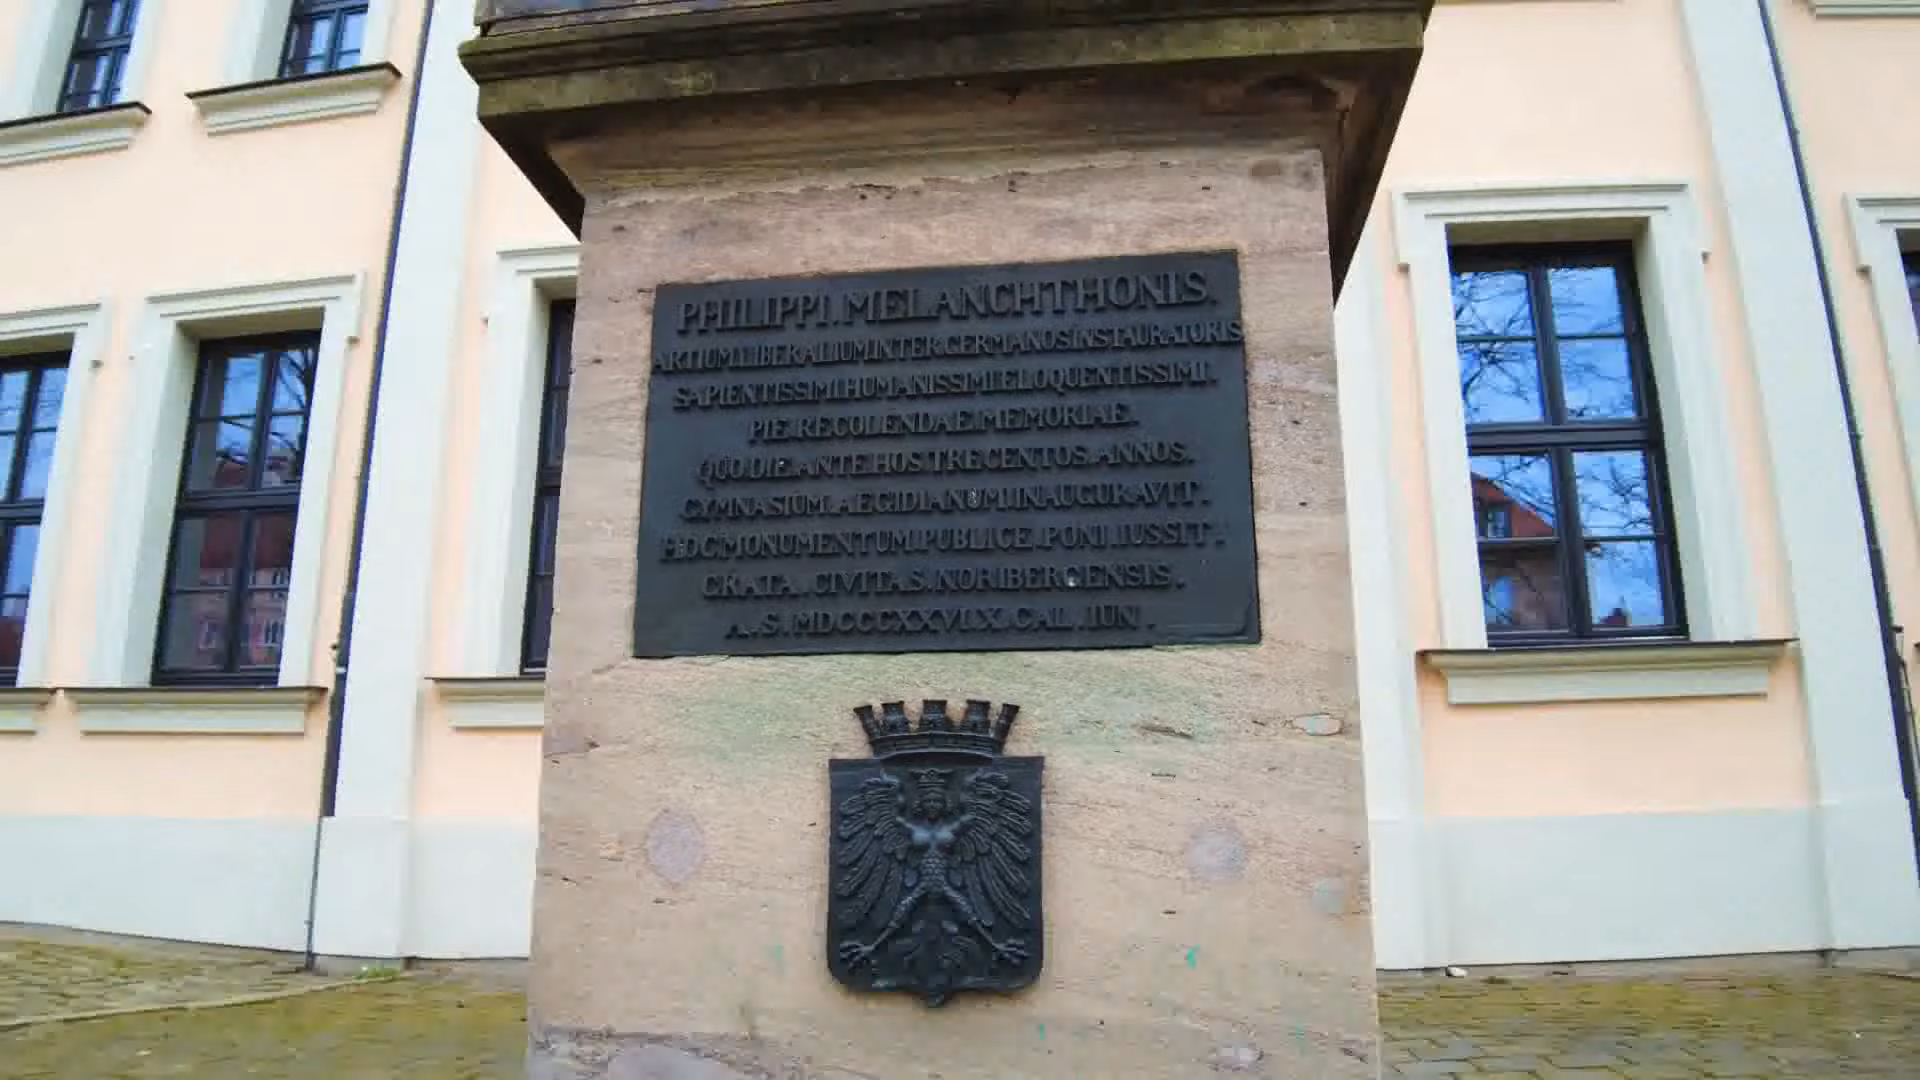 PHILIPPI.MELANCHTHONIS.
ARTIUM.LIBERALIUM.INTER.GERMANOS.INSTAURATORIS
SAPIENTISSIMI.HUMANISSIMI.ELOQUENTISSIMI.
PIE.RECOLENDAE.MEMORIAE.
QUO.DIE.ANTE.HOS.TRECENTOS.ANNOS.
GYMNASIUM.AEGIDIANUM.INAUGURAVIT.
HOC.MONUMENTUM.PUBLICE.PONI.IUSSIT.
GRATA.CIVITAS.NORIBERGENSIS.
A.S.MDCCCXXVI.X.CAL.IUN.